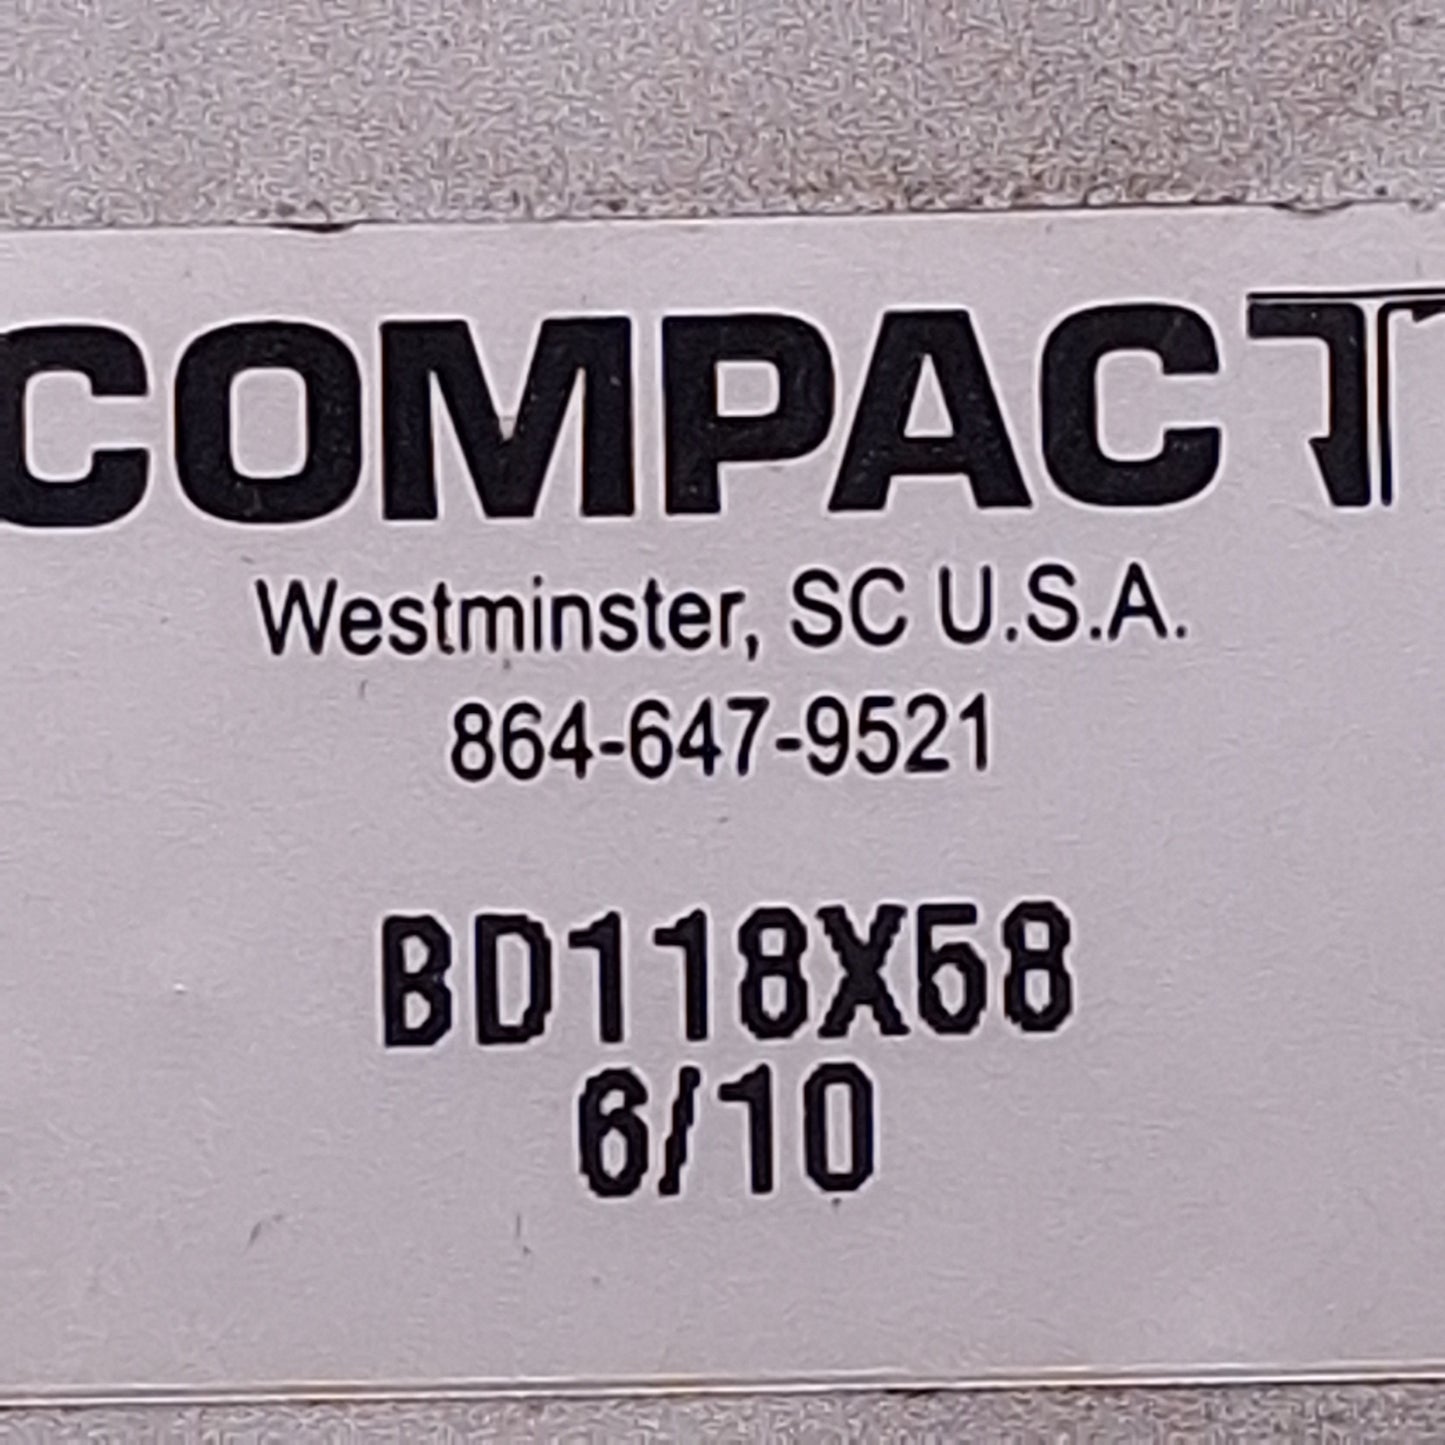 COMPACT
Westminster, SC U.S.A.
864-647-9521
BD118X58
6/10